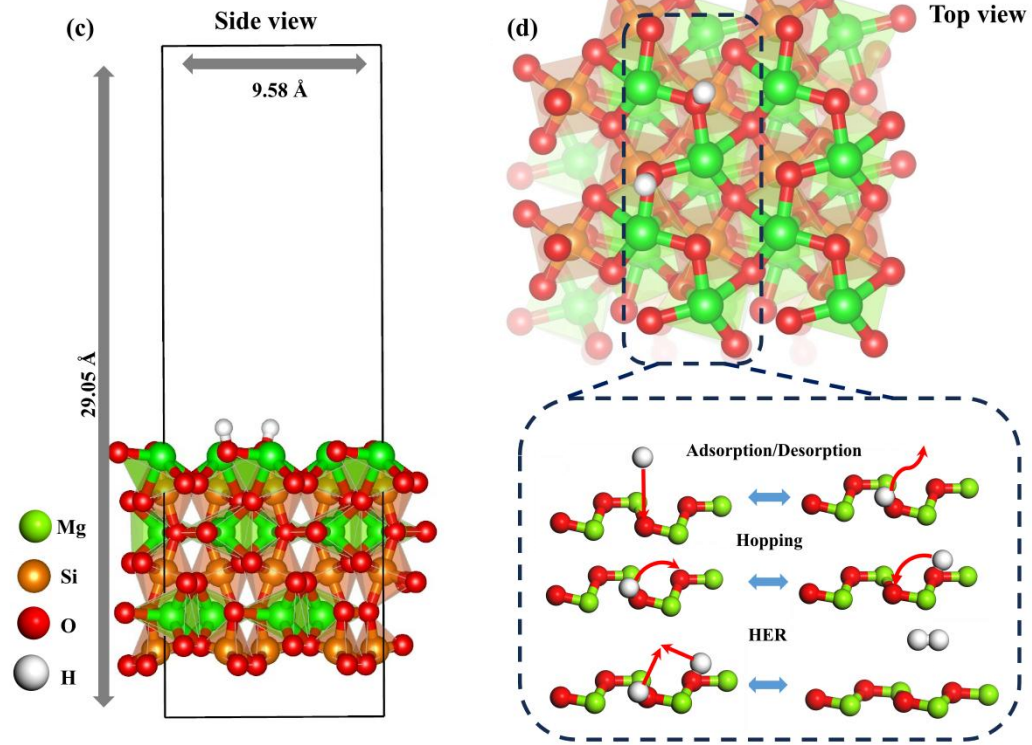 (c)
Side view
9.58 Å
29.05 Å
Mg
Si
O
H
(d)
Top view
Adsorption/Desorption
Hopping
HER